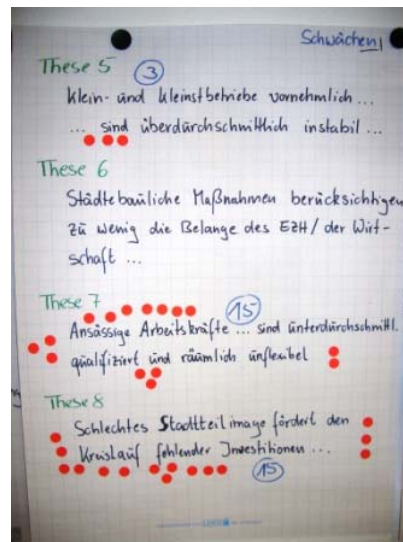 Schwächen
These 5 3
Klein- und Kleinstbetriebe vornehmlich ...
... sind überdurchschnittlich instabil ...
These 6
Städtebauliche Maßnahmen berücksichtigen
zu wenig die Belange des EZH / der Wirt-
schaft ...
These 7 15
Ansässige Arbeitskräfte ... sind unterdurchschnittl.
qualifiziert und räumlich unflexibel
These 8
Schlechtes Stadtteilimage fördert den
Kreislauf fehlender Investitionen ...
15